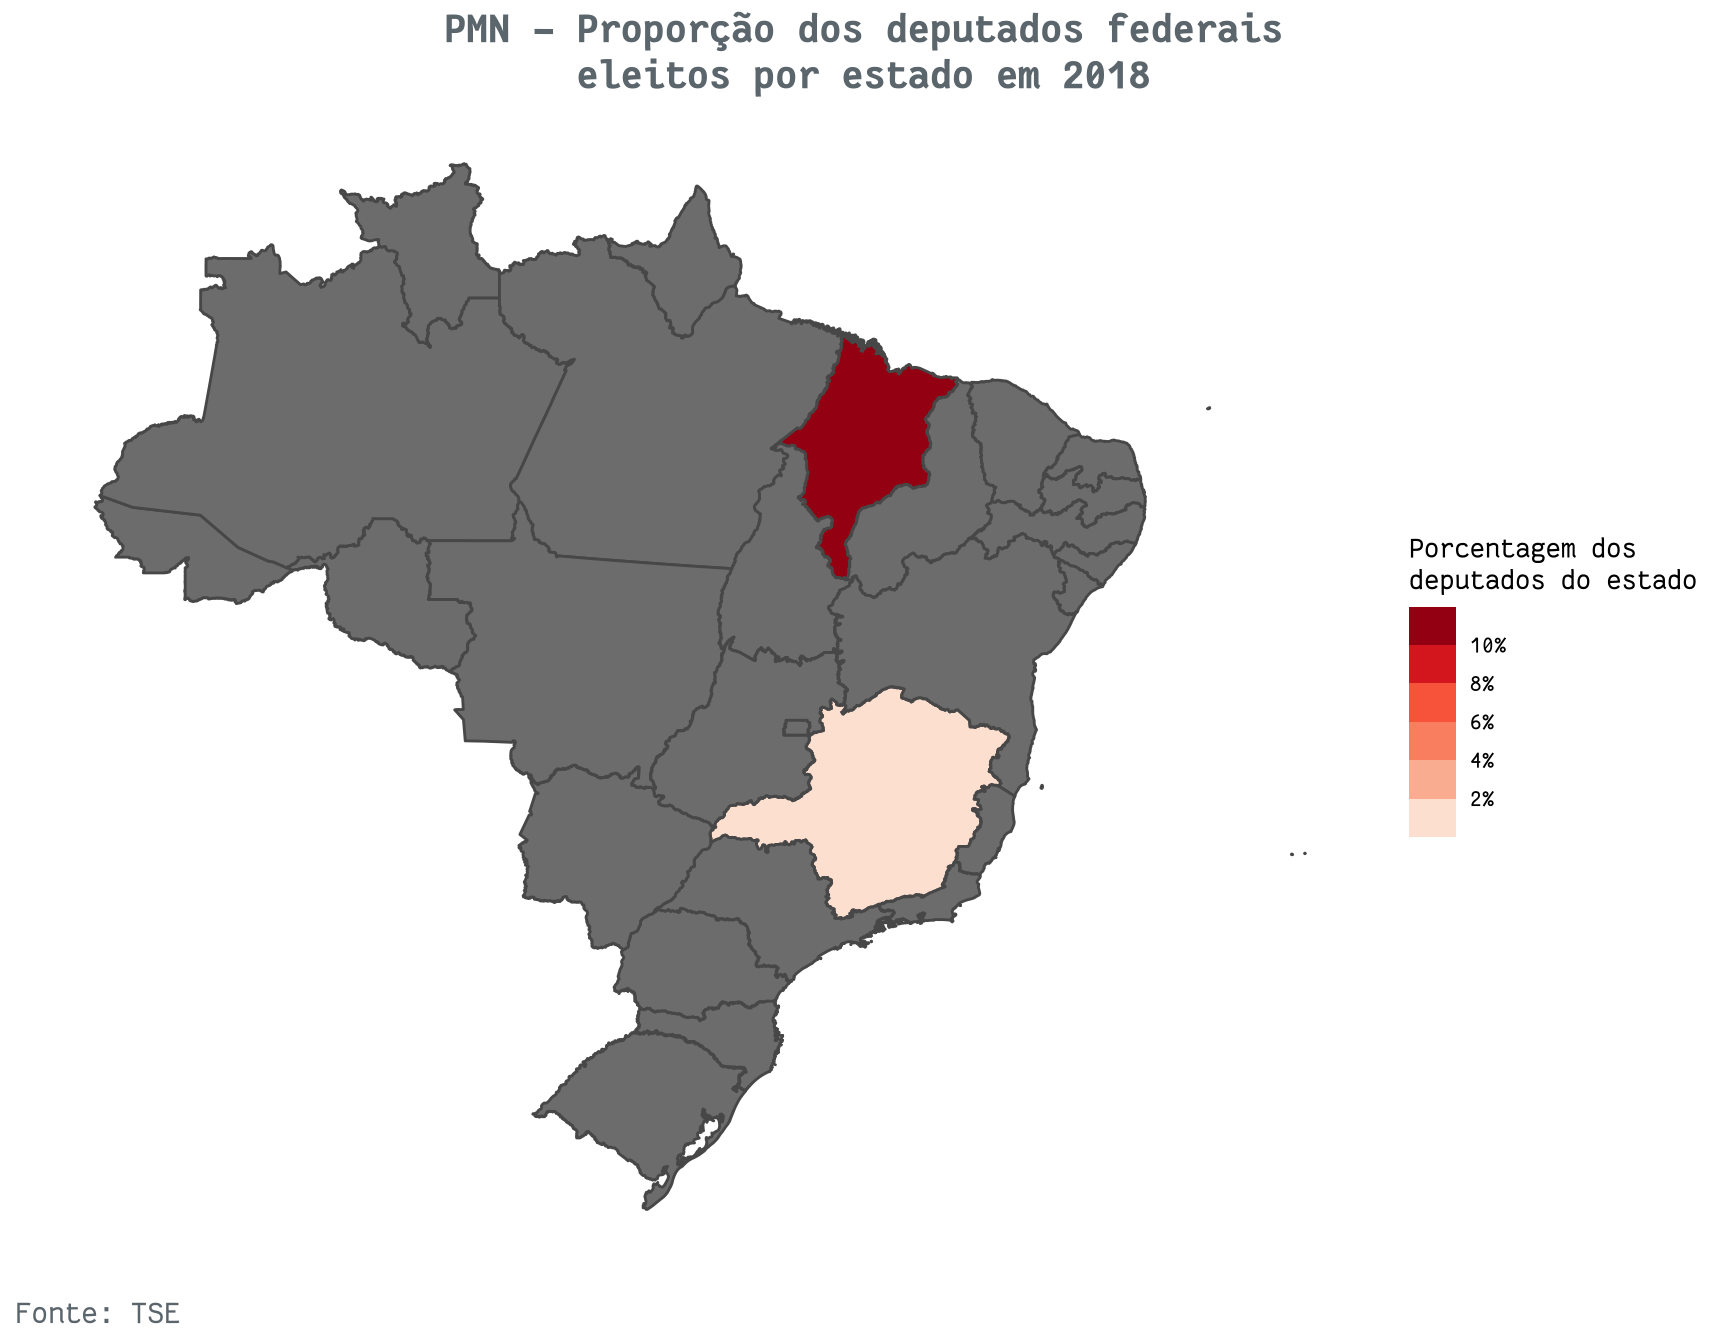 PMN – Proporção dos deputados federais
eleitos por estado em 2018
Porcentagem dos
deputados do estado
10%
8%
6%
4%
2%
Fonte: TSE